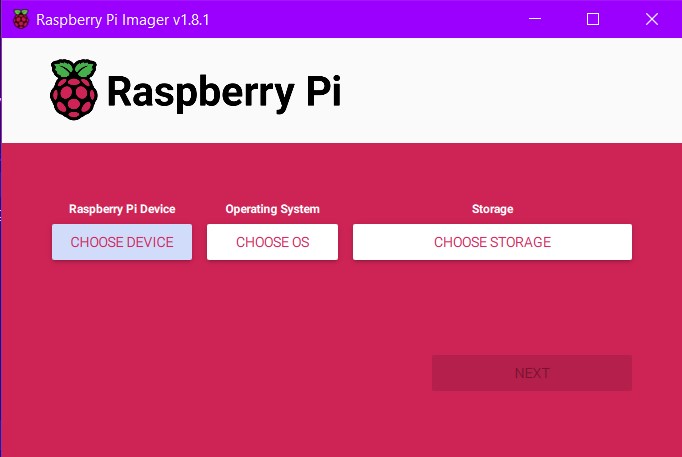 Raspberry Pi Imager v1.8.1
Raspberry Pi
Raspberry Pi Device Operating System Storage
CHOOSE DEVICE CHOOSE OS CHOOSE STORAGE
NEXT